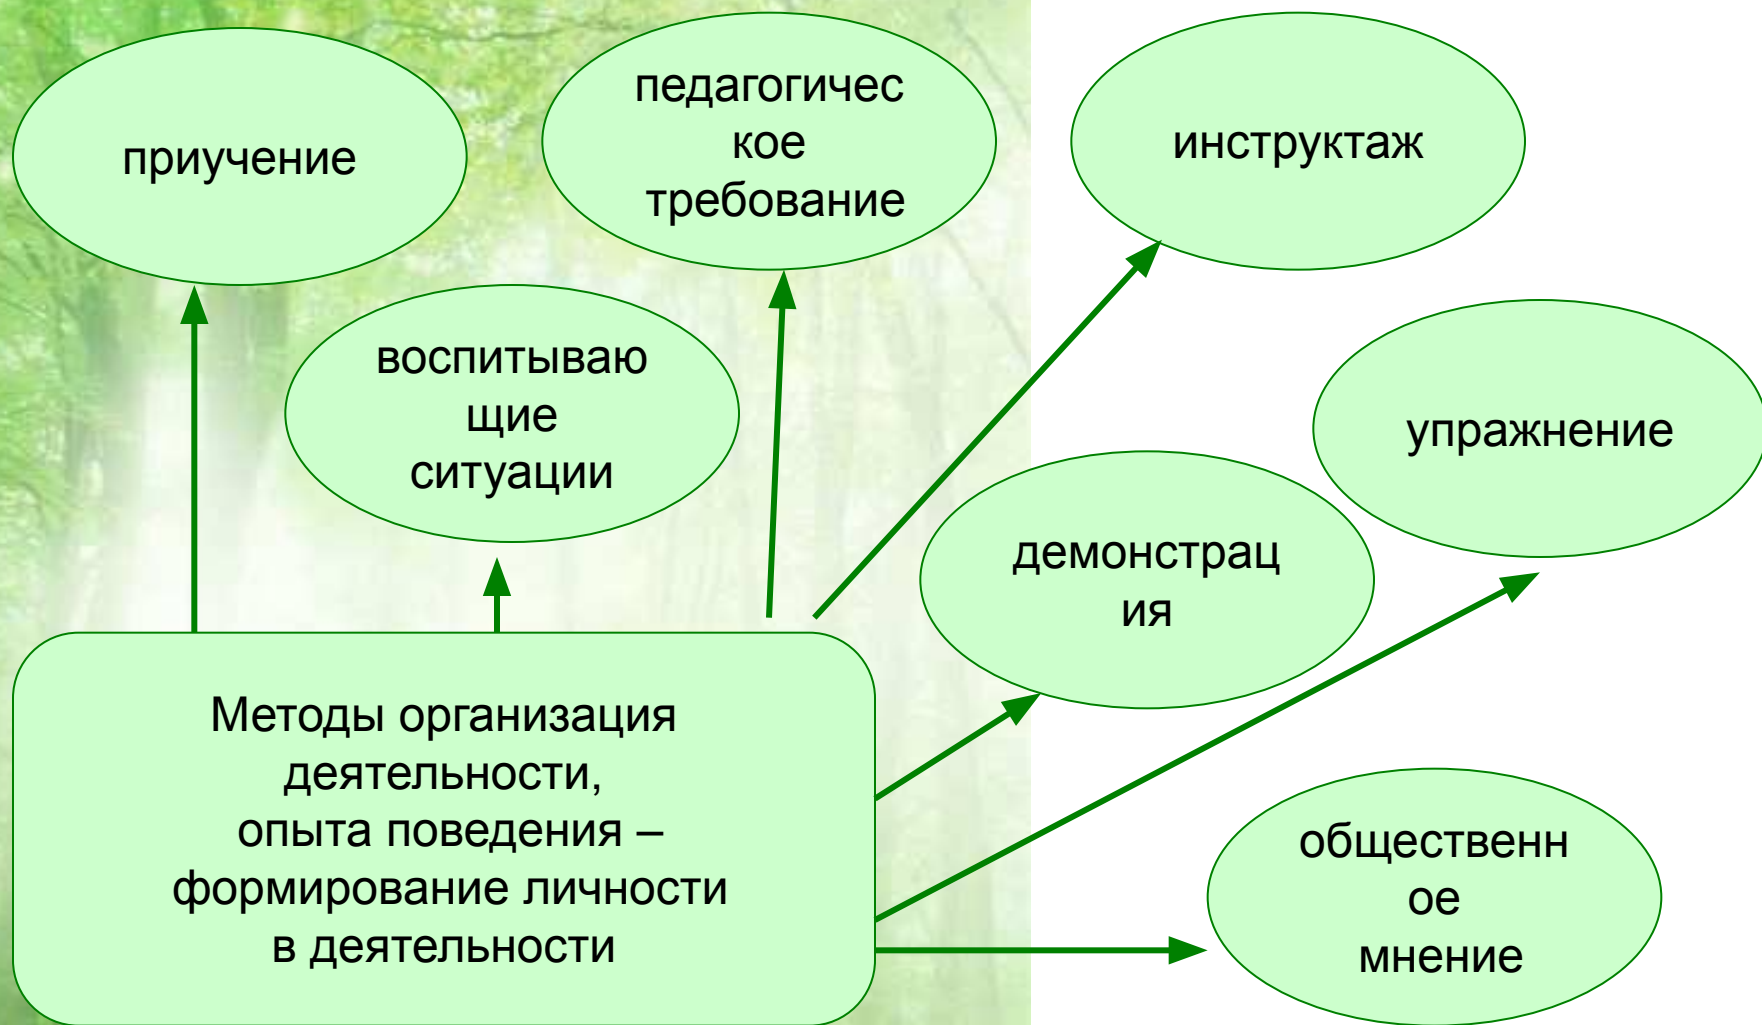 приучение
педагогичес
кое
требование
инструктаж
воспитываю
щие
ситуации
упражнение
демонстрац
ия
Методы организация
деятельности,
опыта поведения –
формирование личности
в деятельности
общественн
ое
мнение